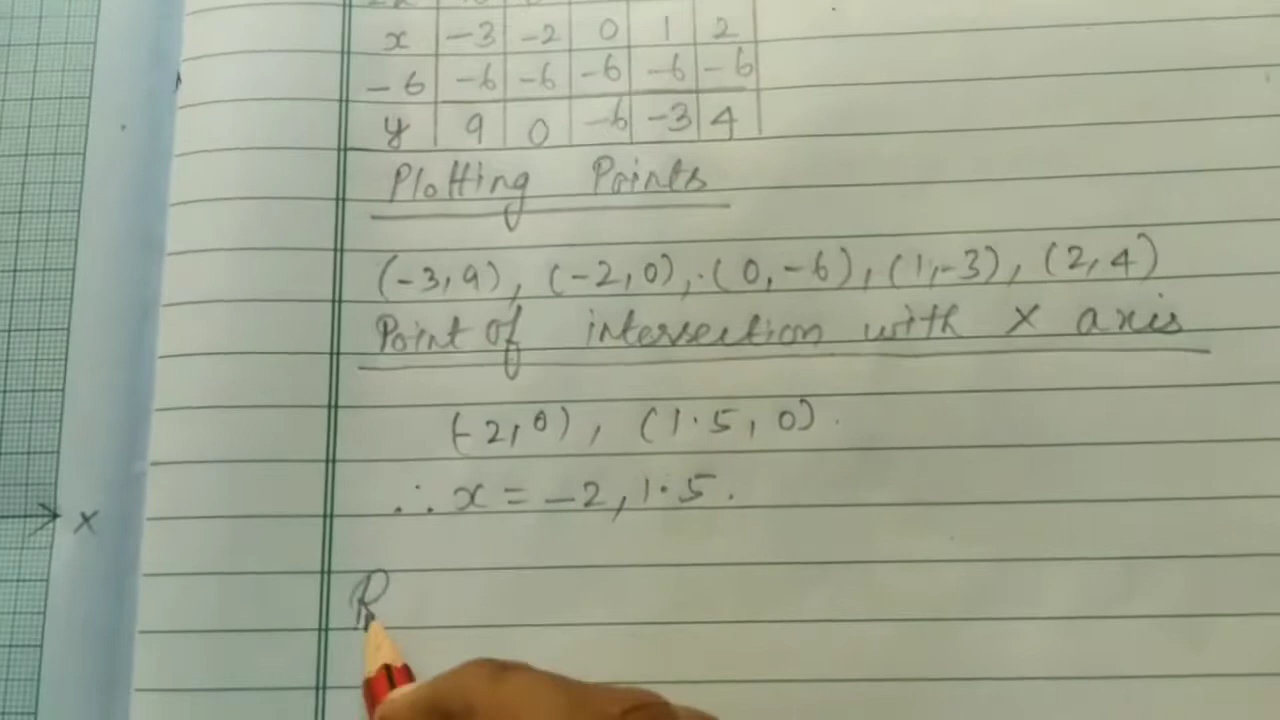 x -3 -2 0 1 2
-6 -6 -6 -6 -6 -6
y 9 0 -6 -3 4
Plotting Points
(-3,9), (-2,0), (0,-6), (1,-3), (2,4)
Point of intersection with X axis
(-2,0), (1.5,0).
∴ x = -2, 1.5.
X
R